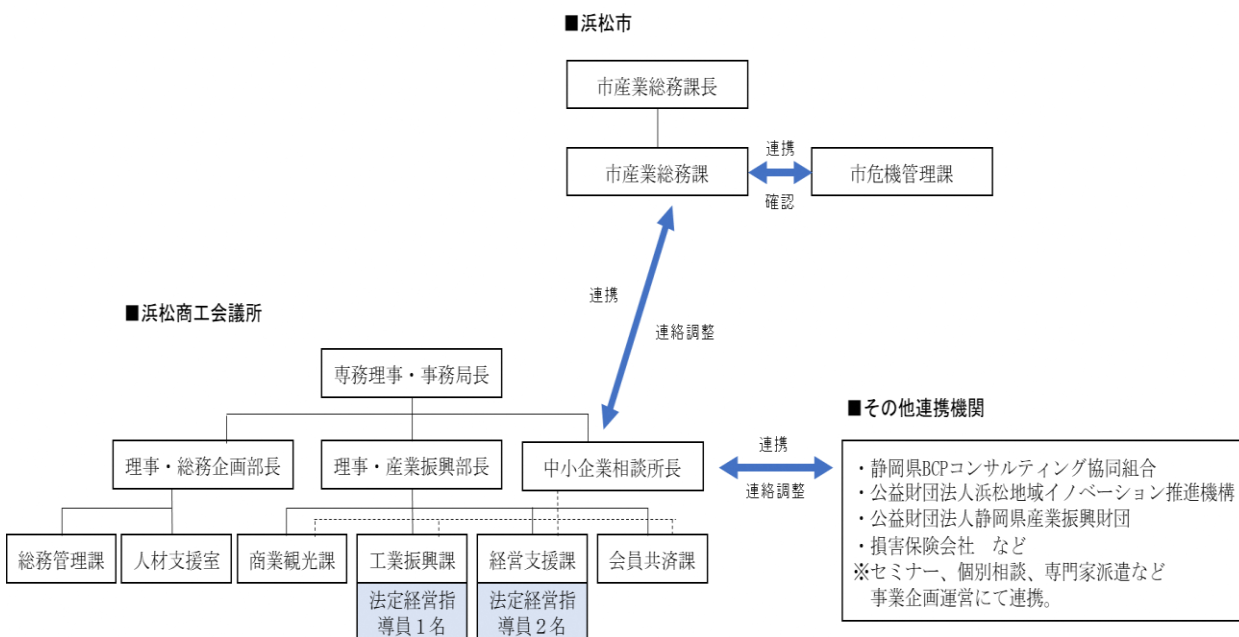 ■浜松市
市産業総務課長
市産業総務課
連携
確認
市危機管理課
連携
連絡調整
■浜松商工会議所
専務理事・事務局長
理事・総務企画部長
理事・産業振興部長
中小企業相談所長
総務管理課
人材支援室
商業観光課
工業振興課
経営支援課
会員共済課
法定経営指
導員1名
法定経営指
導員2名
連携
連絡調整
■その他連携機関
・静岡県BCPコンサルティング協同組合
・公益財団法人浜松地域イノベーション推進機構
・公益財団法人静岡県産業振興財団
・損害保険会社　など
※セミナー、個別相談、専門家派遣など
事業企画運営にて連携。